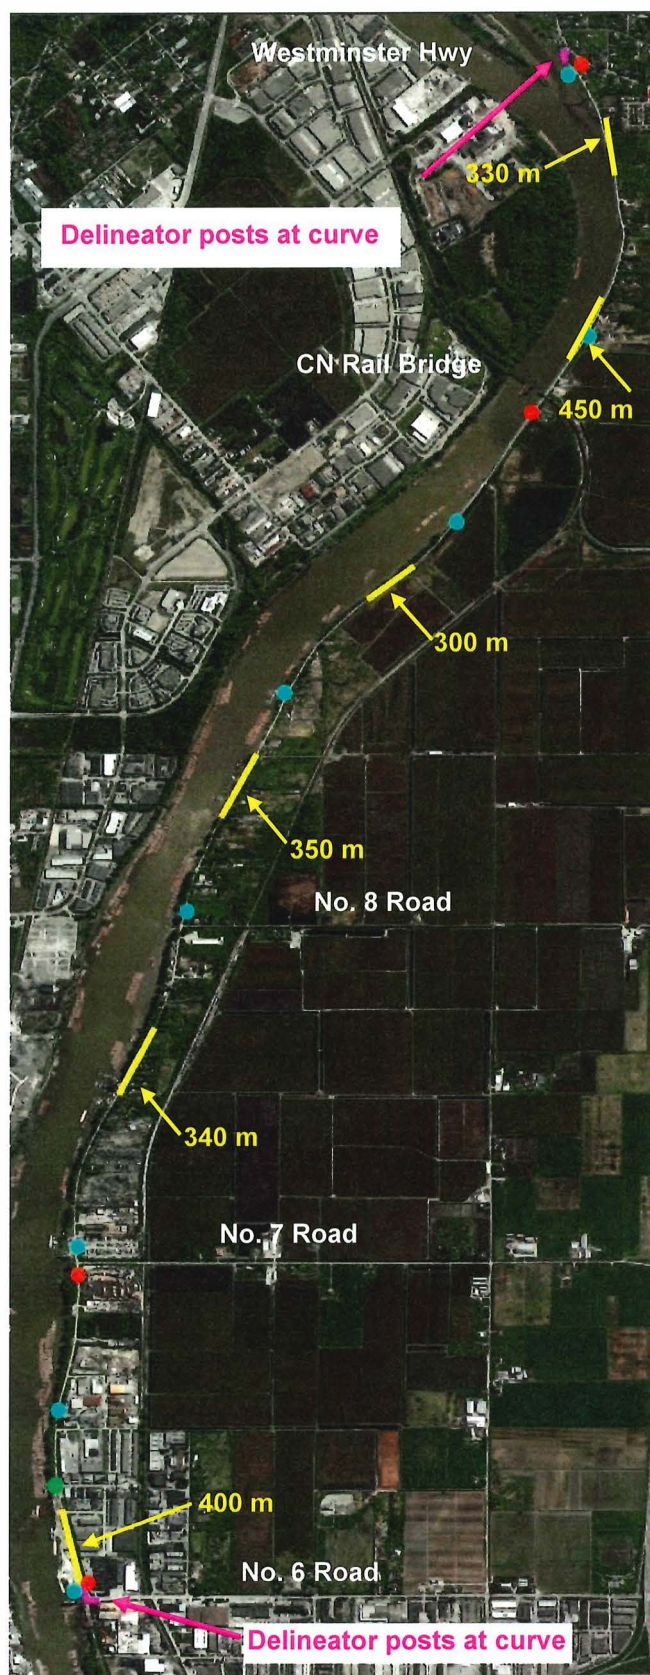 Westminster Hwy
330 m
Delineator posts at curve
CN Rail Bridge
450 m
300 m
350 m
No. 8 Road
340 m
No. 7 Road
400 m
No. 6 Road
Delineator posts at curve